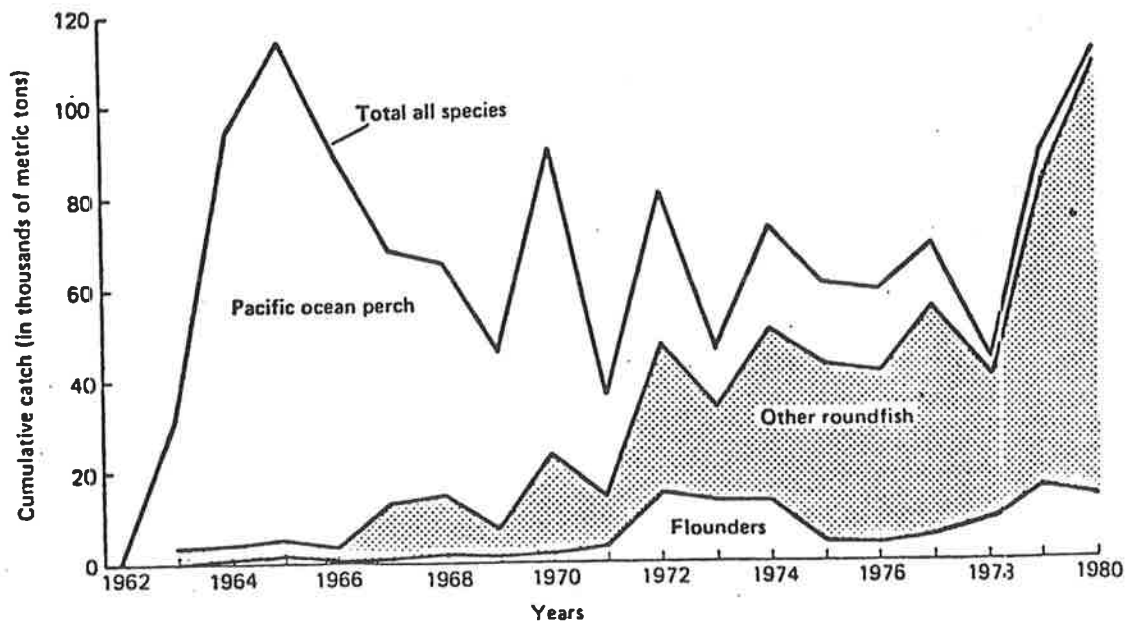 120
100
80
60
40
20
0
Cumulative catch (in thousands of metric tons)
Total all species
Pacific ocean perch
Other roundfish
Flounders
1962
1964
1966
1968
1970
1972
1974
1976
1973
1980
Years